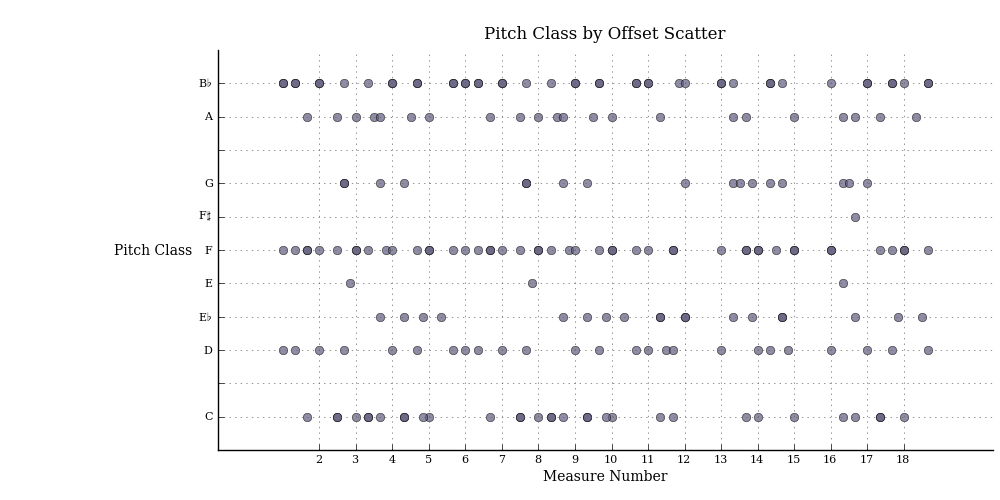 Pitch Class by Offset Scatter
B♭
A
G
F♯
Pitch Class
F
E
E♭
D
C
2 3 4 5 6 7 8 9 10 11 12 13 14 15 16 17 18
Measure Number